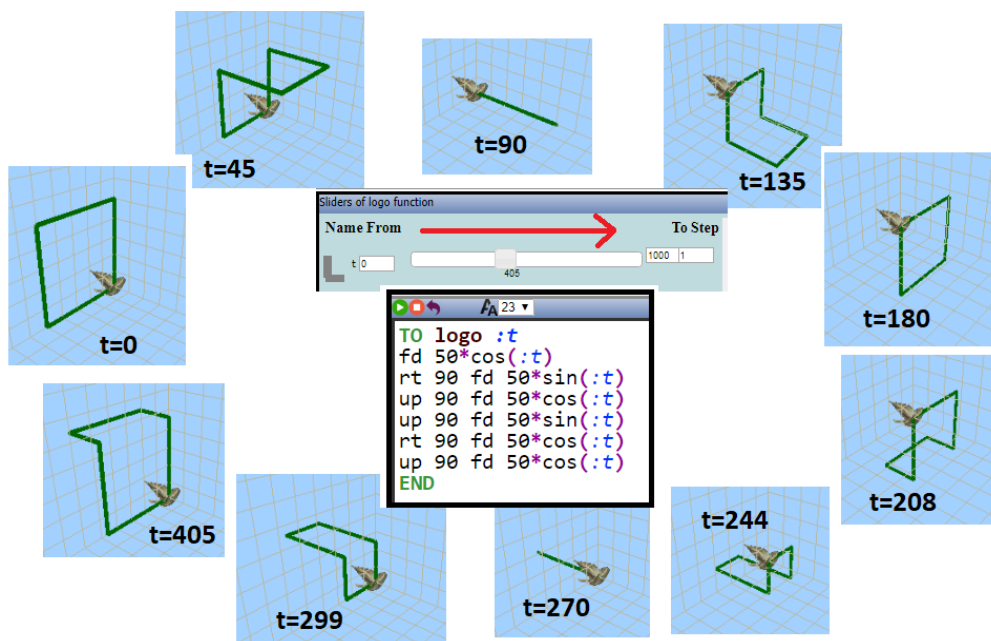 t=45
t=90
t=135
t=0
Sliders of logo function
Name From To Step
t 0 405 1000 1
t=180
23 ▼
TO logo :t
fd 50*cos(:t)
rt 90 fd 50*sin(:t)
up 90 fd 50*cos(:t)
up 90 fd 50*sin(:t)
rt 90 fd 50*cos(:t)
up 90 fd 50*cos(:t)
END
t=405
t=208
t=299
t=270
t=244